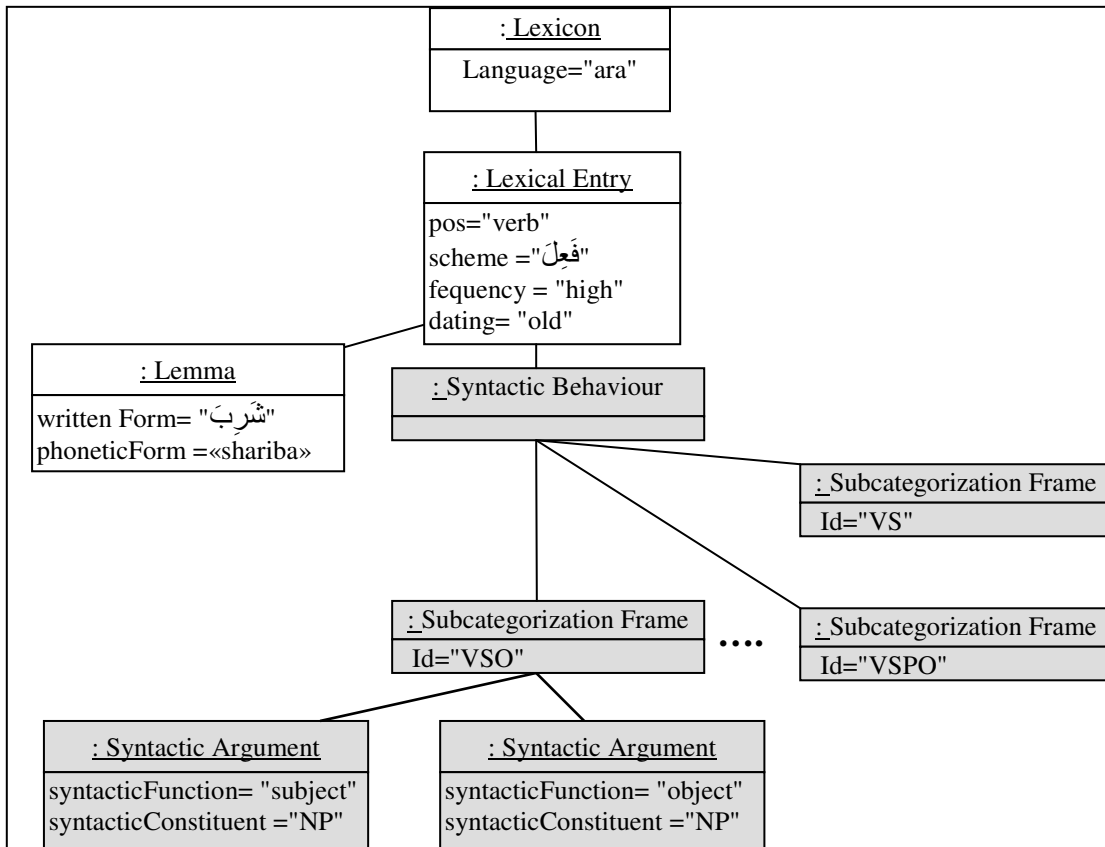 : Lexicon
Language="ara"
: Lexical Entry
pos="verb"
scheme ="فَعِلَ"
fequency = "high"
dating= "old"
: Lemma
written Form= "شَرِبَ"
phoneticForm =«shariba»
: Syntactic Behaviour
: Subcategorization Frame
Id="VS"
: Subcategorization Frame
Id="VSO"
....
: Subcategorization Frame
Id="VSPO"
: Syntactic Argument
syntacticFunction= "subject"
syntacticConstituent ="NP"
: Syntactic Argument
syntacticFunction= "object"
syntacticConstituent ="NP"